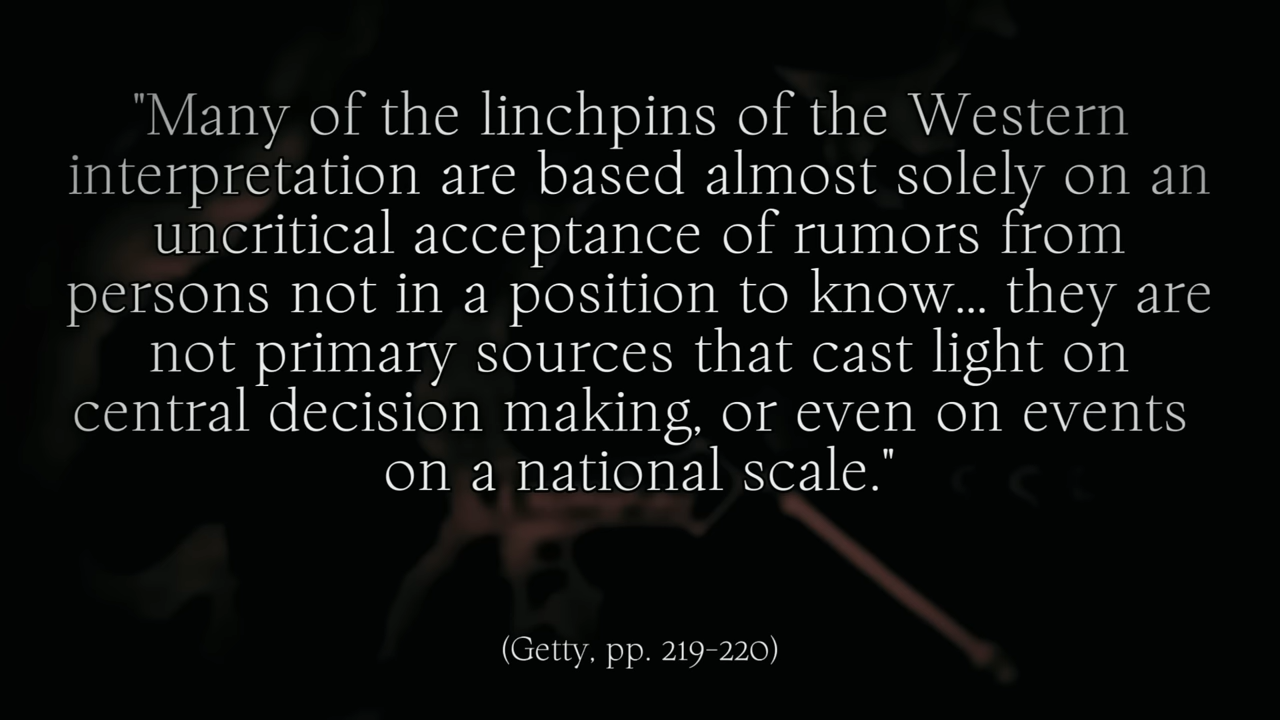 "Many of the linchpins of the Western
interpretation are based almost solely on an
uncritical acceptance of rumors from
persons not in a position to know... they are
not primary sources that cast light on
central decision making, or even on events
on a national scale."
(Getty, pp. 219-220)